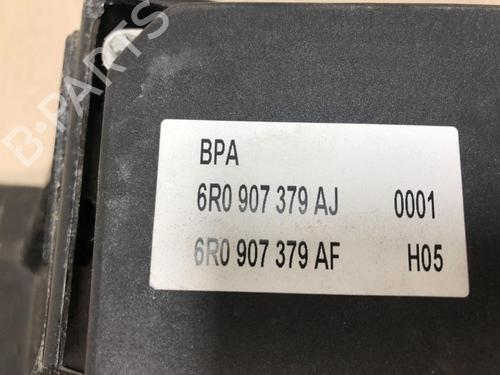 B-PARTS
BPA
6R0 907 379 AJ 0001
6R0 907 379 AF H05